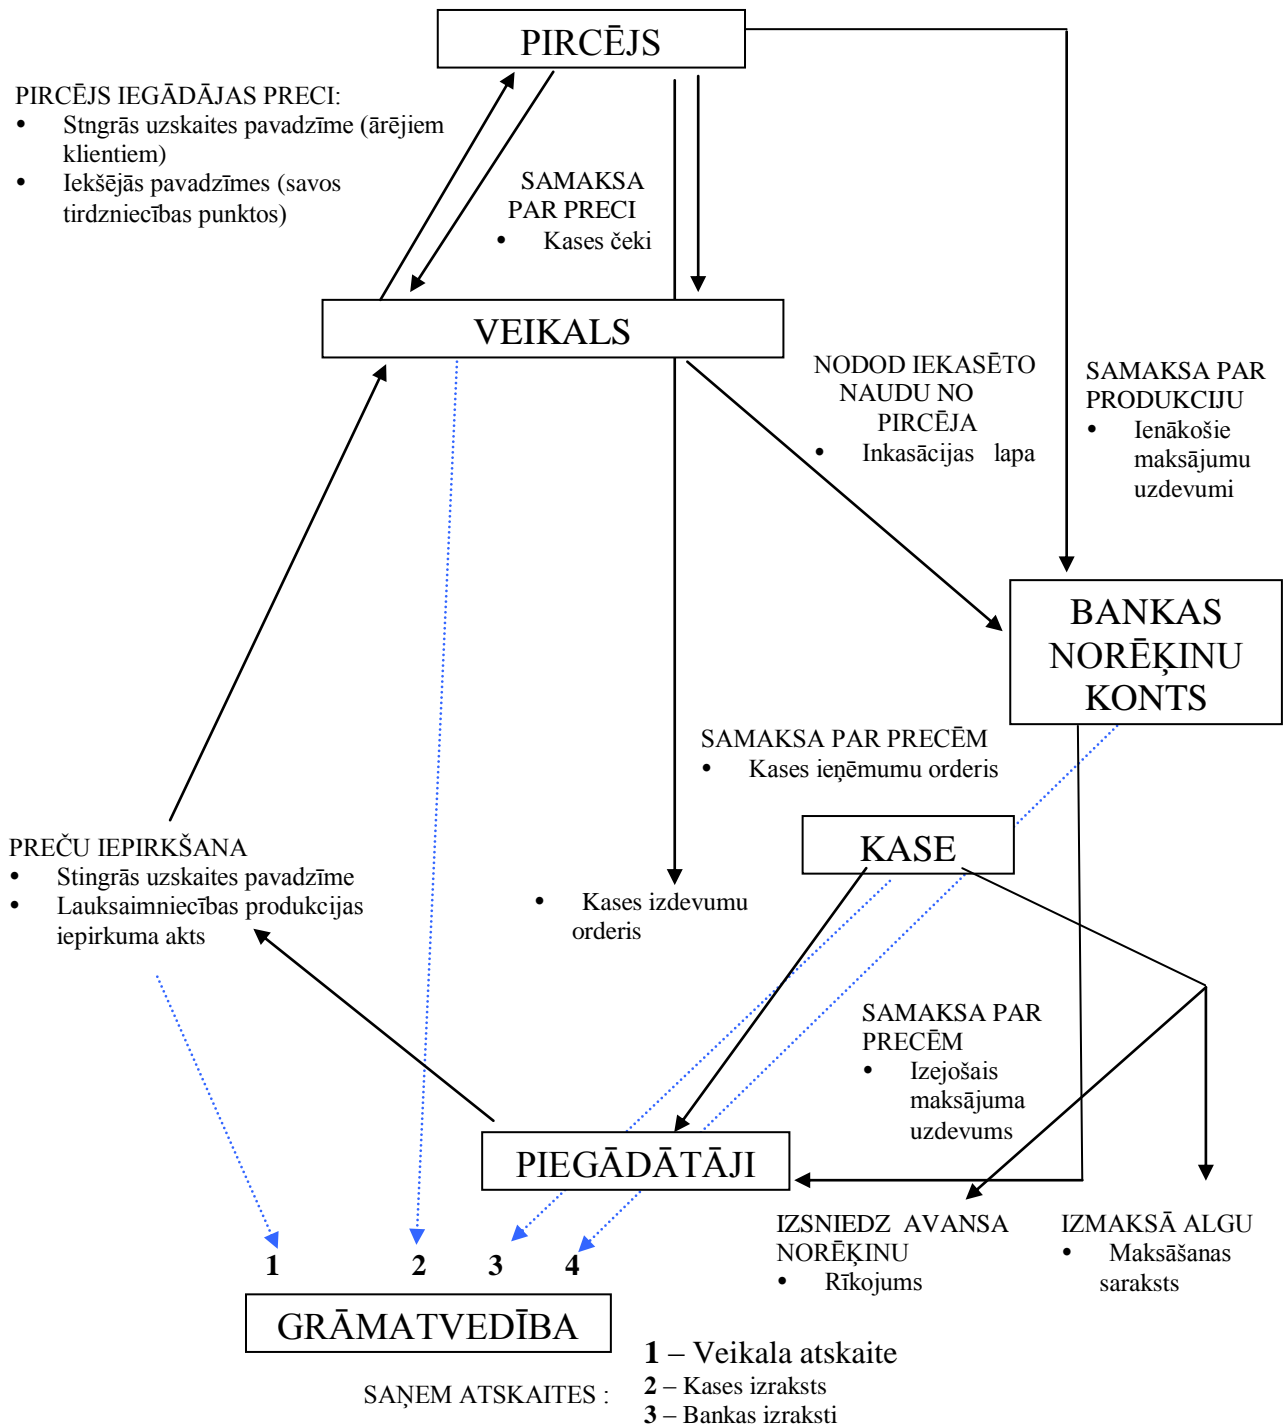 PIRCĒJS
PIRCĒJS IEGĀDĀJAS PRECI:
• Stngrās uzskaites pavadzīme (ārējiem
klientiem)
• Iekšējās pavadzīmes (savos
tirdzniecības punktos)
SAMAKSA
PAR PRECI
• Kases čeki
VEIKALS
NODOD IEKASĒTO
NAUDU NO
PIRCĒJA
• Inkasācijas lapa
SAMAKSA PAR
PRODUKCIJU
• Ienākošie
maksājumu
uzdevumi
BANKAS
NORĒĶINU
KONTS
SAMAKSA PAR PRECĒM
• Kases ieņēmumu orderis
KASE
PREČU IEPIRKŠANA
• Stingrās uzskaites pavadzīme
• Lauksaimniecības produkcijas
iepirkuma akts
• Kases izdevumu
orderis
SAMAKSA PAR
PRECĒM
• Izejošais
maksājuma
uzdevums
PIEGĀDĀTĀJI
IZSNIEDZ AVANSA
NORĒĶINU
• Rīkojums
IZMAKSĀ ALGU
• Maksāšanas
saraksts
1 2 3 4
GRĀMATVEDĪBA
SAŅEM ATSKAITES :
1 – Veikala atskaite
2 – Kases izraksts
3 – Bankas izraksti